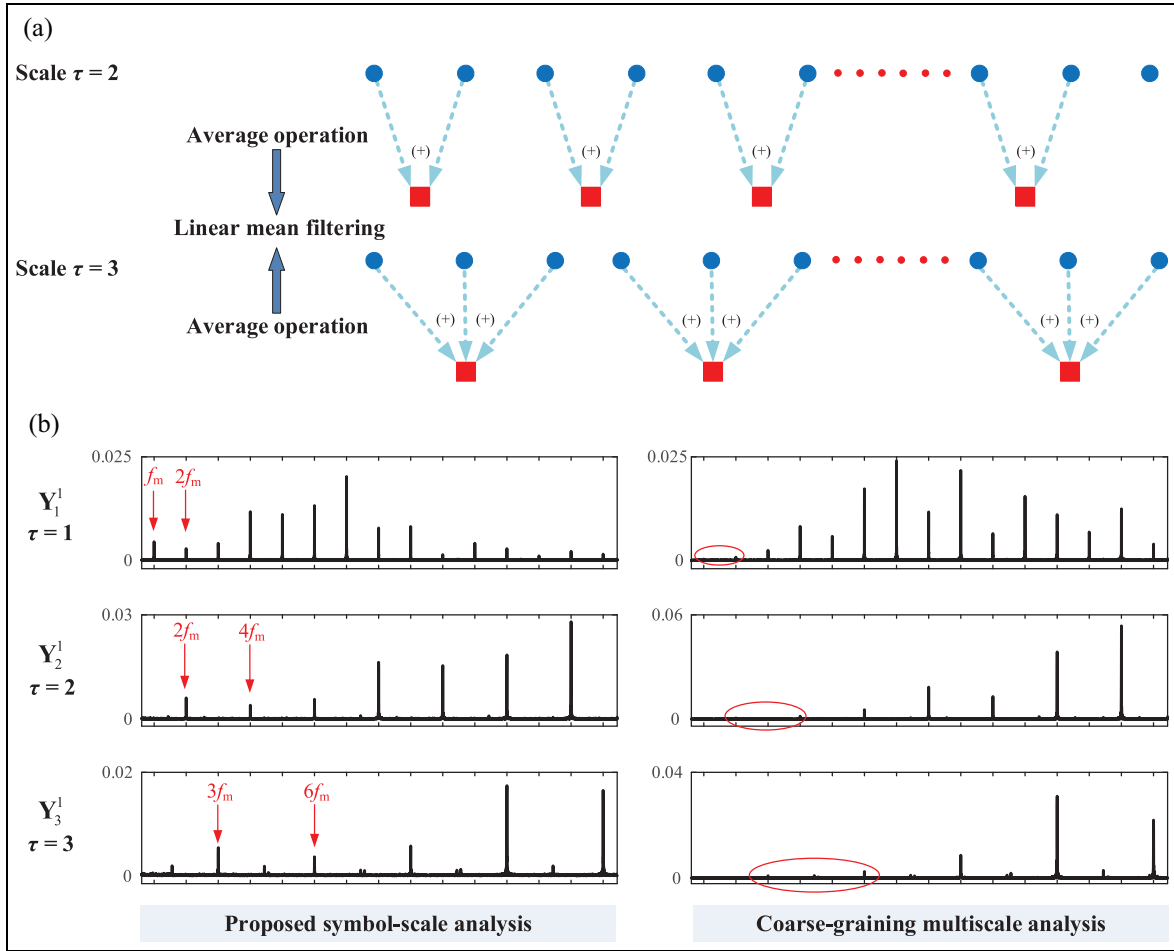 (a)
Scale τ = 2
Average operation
(+) (+) (+) (+)
Linear mean filtering
Scale τ = 3
Average operation
(+) (+) (+) (+) (+) (+)
(b)
0.025
0
Y₁¹
τ = 1
fₘ 2fₘ
0.025
0
0.03
0
Y₂¹
τ = 2
2fₘ 4fₘ
0.06
0
0.02
0
Y₃¹
τ = 3
3fₘ 6fₘ
0.04
0
Proposed symbol-scale analysis
Coarse-graining multiscale analysis